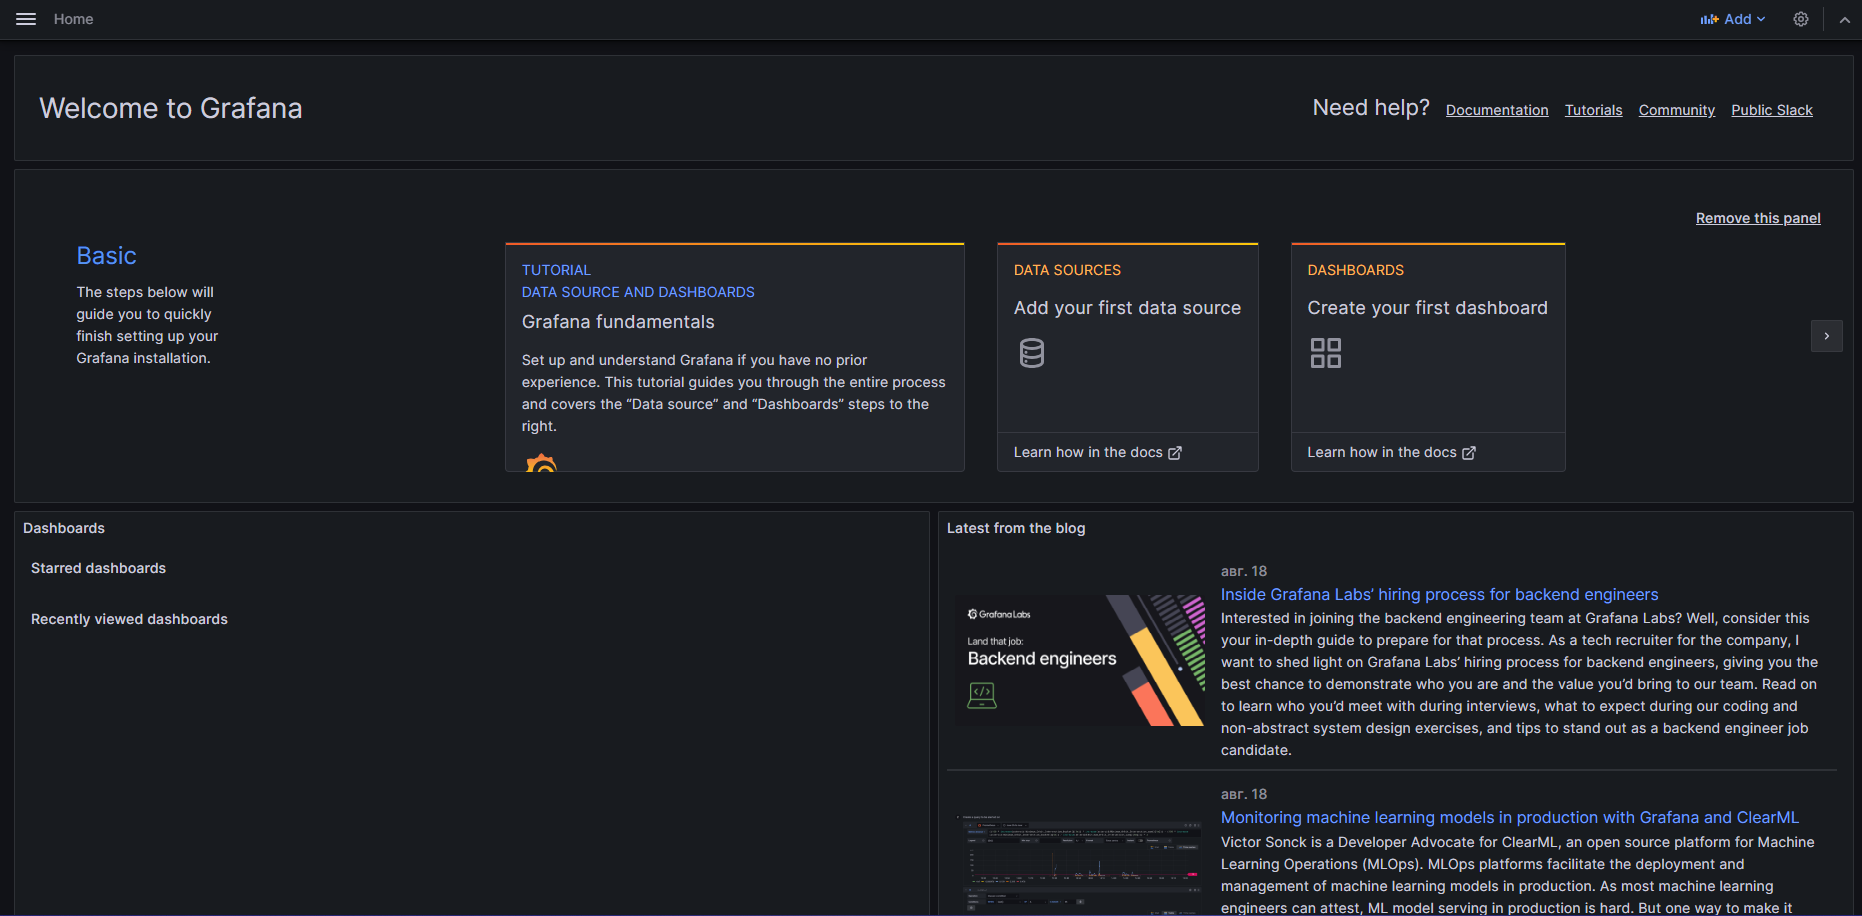 Home
Add
Welcome to Grafana
Need help? Documentation Tutorials Community Public Slack
Remove this panel
Basic
The steps below will
guide you to quickly
finish setting up your
Grafana installation.
TUTORIAL
DATA SOURCE AND DASHBOARDS
Grafana fundamentals
Set up and understand Grafana if you have no prior
experience. This tutorial guides you through the entire process
and covers the “Data source” and “Dashboards” steps to the
right.
DATA SOURCES
Add your first data source
Learn how in the docs
DASHBOARDS
Create your first dashboard
Learn how in the docs
Dashboards
Starred dashboards
Recently viewed dashboards
Latest from the blog
Grafana Labs
Land that job:
Backend engineers
авг. 18
Inside Grafana Labs’ hiring process for backend engineers
Interested in joining the backend engineering team at Grafana Labs? Well, consider this
your in-depth guide to prepare for that process. As a tech recruiter for the company, I
want to shed light on Grafana Labs’ hiring process for backend engineers, giving you the
best chance to demonstrate who you are and the value you’d bring to our team. Read on
to learn who you’d meet with during interviews, what to expect during our coding and
non-abstract system design exercises, and tips to stand out as a backend engineer job
candidate.
авг. 18
Monitoring machine learning models in production with Grafana and ClearML
Victor Sonck is a Developer Advocate for ClearML, an open source platform for Machine
Learning Operations (MLOps). MLOps platforms facilitate the deployment and
management of machine learning models in production. As most machine learning
engineers can attest, ML model serving in production is hard. But one way to make it